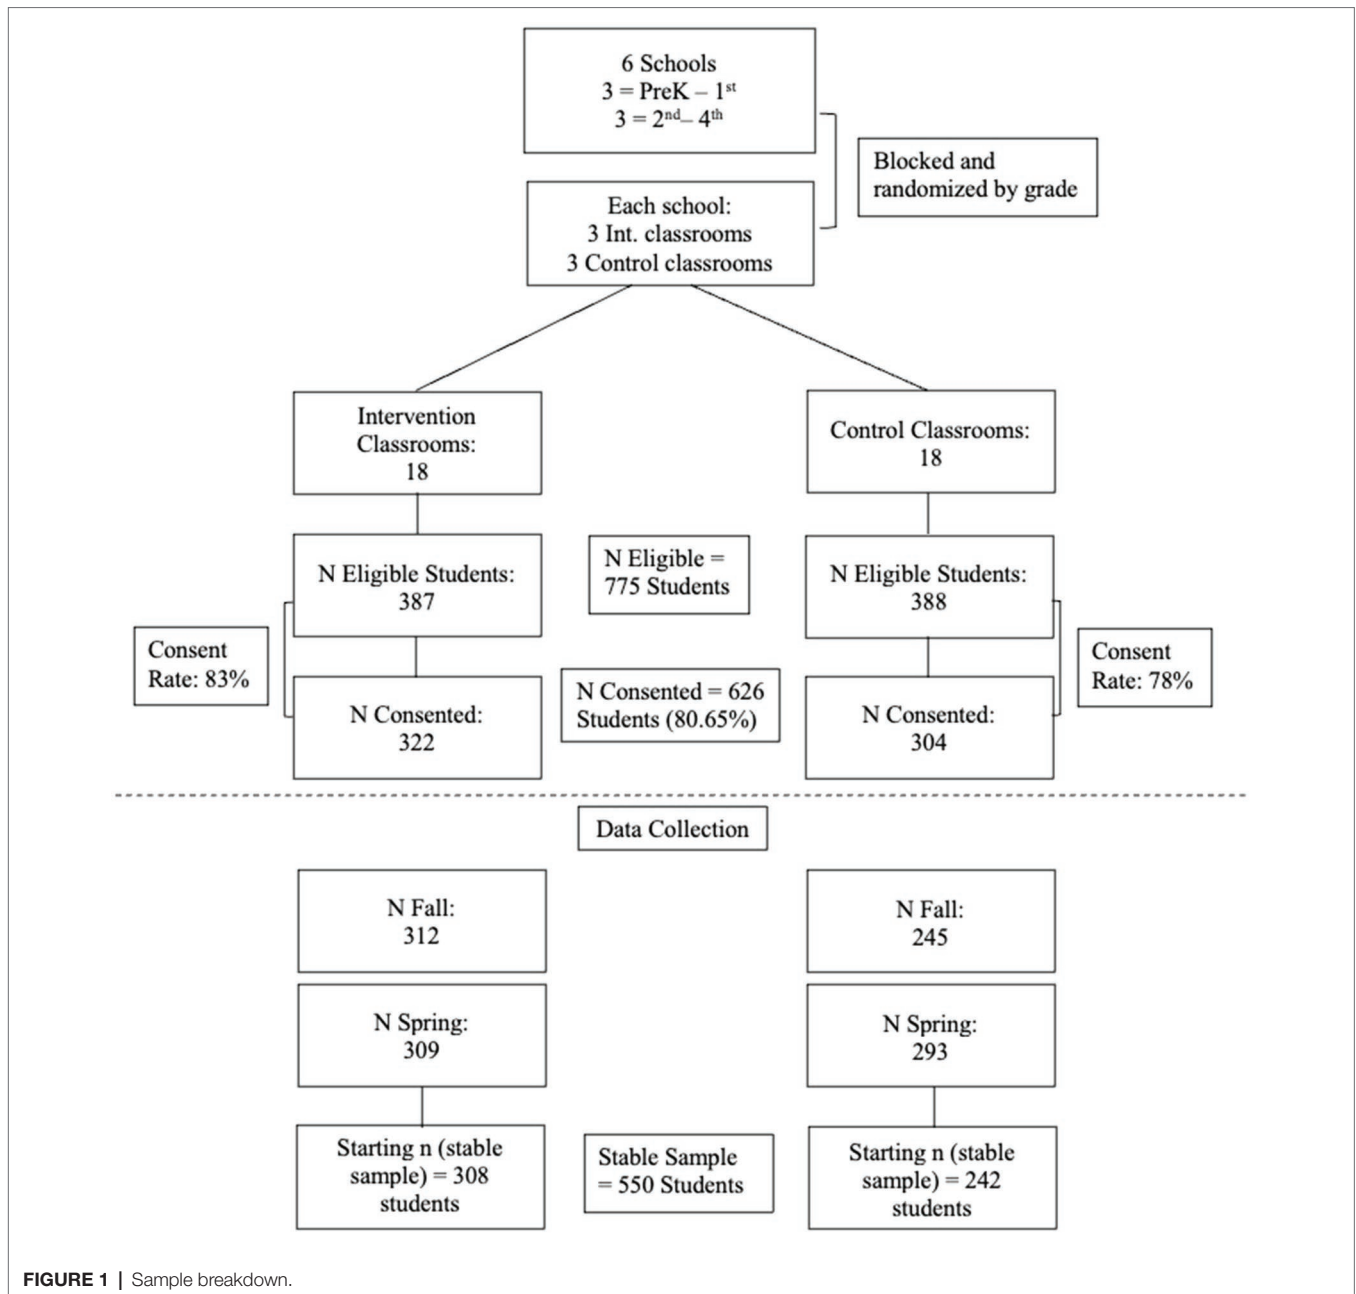 6 Schools
3 = PreK – 1st
3 = 2nd– 4th
Blocked and
randomized by grade
Each school:
3 Int. classrooms
3 Control classrooms
Intervention
Classrooms:
18
Control Classrooms:
18
N Eligible Students:
387
N Eligible =
775 Students
N Eligible Students:
388
Consent
Rate: 83%
Consent
Rate: 78%
N Consented:
322
N Consented = 626
Students (80.65%)
N Consented:
304
Data Collection
N Fall:
312
N Fall:
245
N Spring:
309
N Spring:
293
Starting n (stable
sample) = 308
students
Stable Sample
= 550 Students
Starting n (stable
sample) = 242
students
FIGURE 1 | Sample breakdown.